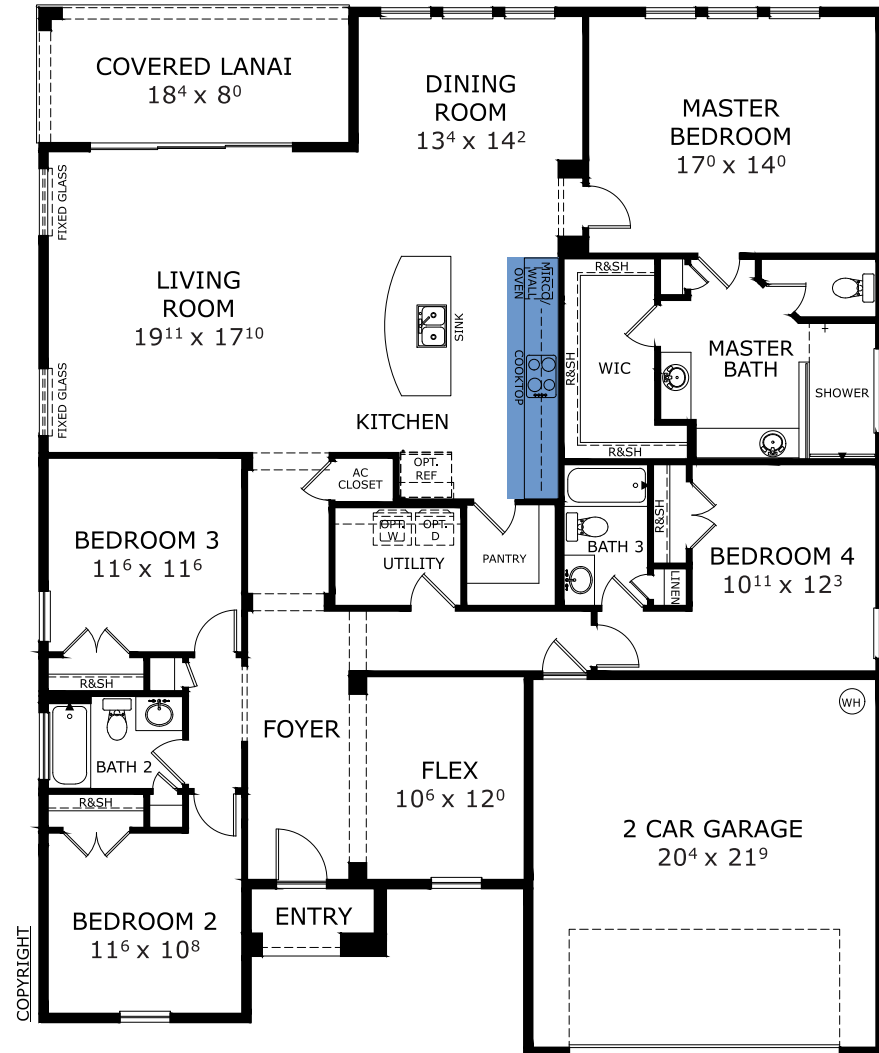 COVERED LANAI
18⁴ x 8⁰
DINING
ROOM
13⁴ x 14²
MASTER
BEDROOM
17⁰ x 14⁰
FIXED GLASS
LIVING
ROOM
19¹¹ x 17¹⁰
SINK
MIRCO/
WALL
OVEN
COOKTOP
R&SH
R&SH
WIC
R&SH
MASTER
BATH
SHOWER
FIXED GLASS
KITCHEN
AC
CLOSET
OPT.
REF
OPT.
W
OPT.
D
UTILITY
PANTRY
BATH 3
R&SH
LINEN
BEDROOM 4
10¹¹ x 12³
BEDROOM 3
11⁶ x 11⁶
R&SH
BATH 2
R&SH
FOYER
FLEX
10⁶ x 12⁰
WH
2 CAR GARAGE
20⁴ x 21⁹
BEDROOM 2
11⁶ x 10⁸
ENTRY
COPYRIGHT